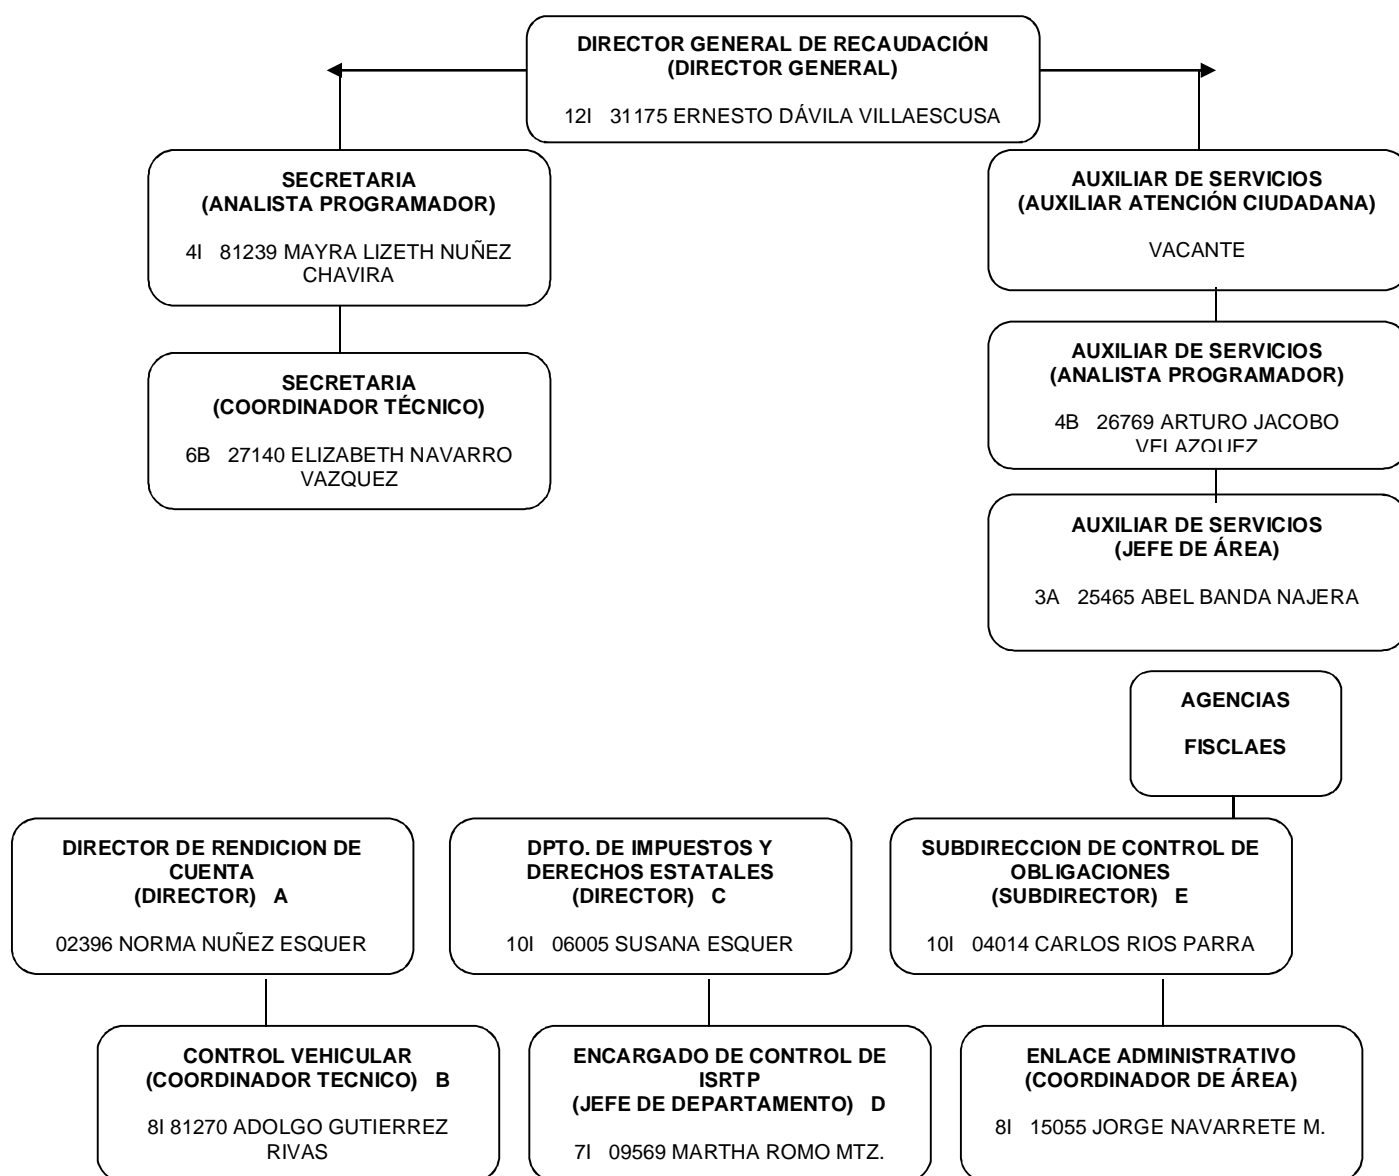 DIRECTOR GENERAL DE RECAUDACIÓN
(DIRECTOR GENERAL)
12I 31175 ERNESTO DÁVILA VILLAESCUSA
SECRETARIA
(ANALISTA PROGRAMADOR)
4I 81239 MAYRA LIZETH NUÑEZ
CHAVIRA
AUXILIAR DE SERVICIOS
(AUXILIAR ATENCIÓN CIUDADANA)
VACANTE
SECRETARIA
(COORDINADOR TÉCNICO)
6B 27140 ELIZABETH NAVARRO
VAZQUEZ
AUXILIAR DE SERVICIOS
(ANALISTA PROGRAMADOR)
4B 26769 ARTURO JACOBO
VELAZQUEZ
AUXILIAR DE SERVICIOS
(JEFE DE ÁREA)
3A 25465 ABEL BANDA NAJERA
AGENCIAS
FISCLAES
DIRECTOR DE RENDICION DE
CUENTA
(DIRECTOR) A
02396 NORMA NUÑEZ ESQUER
DPTO. DE IMPUESTOS Y
DERECHOS ESTATALES
(DIRECTOR) C
10I 06005 SUSANA ESQUER
SUBDIRECCION DE CONTROL DE
OBLIGACIONES
(SUBDIRECTOR) E
10I 04014 CARLOS RIOS PARRA
CONTROL VEHICULAR
(COORDINADOR TECNICO) B
8I 81270 ADOLGO GUTIERREZ
RIVAS
ENCARGADO DE CONTROL DE
ISRTP
(JEFE DE DEPARTAMENTO) D
7I 09569 MARTHA ROMO MTZ.
ENLACE ADMINISTRATIVO
(COORDINADOR DE ÁREA)
8I 15055 JORGE NAVARRETE M.